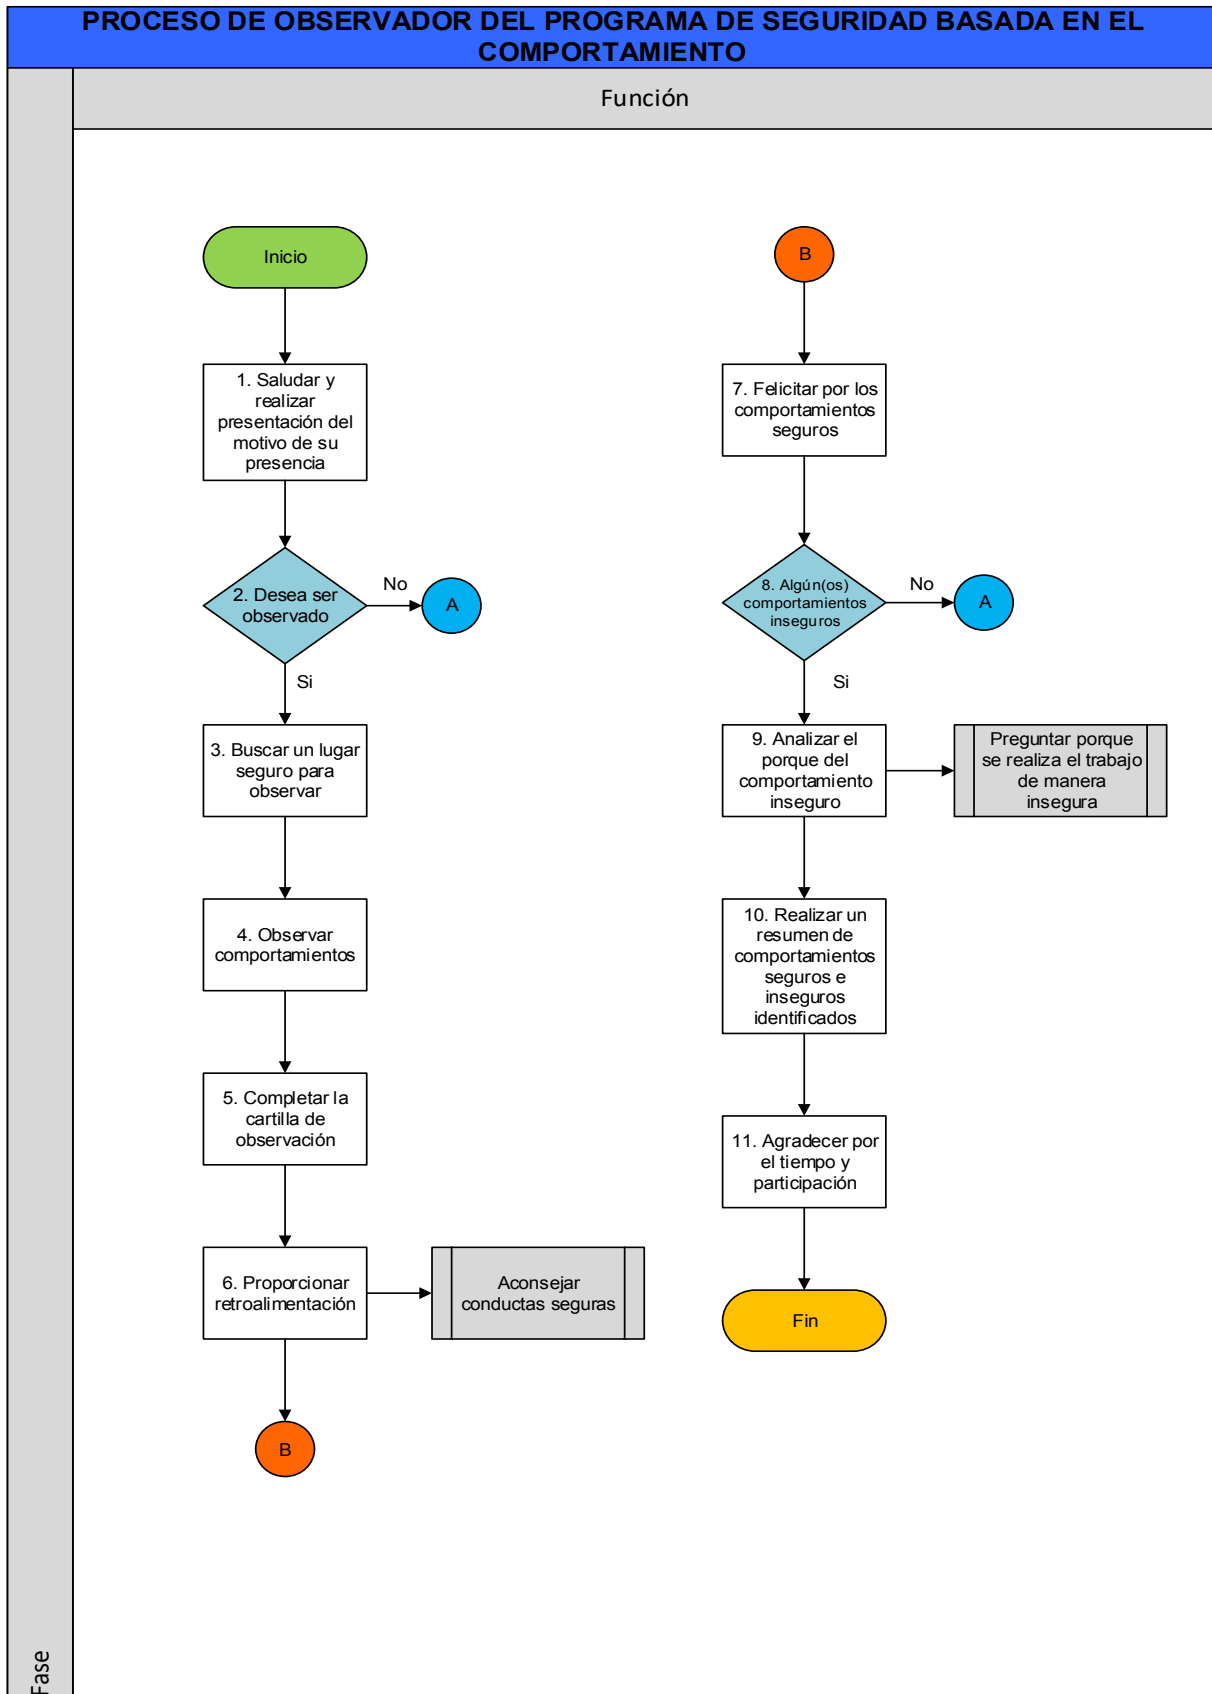 PROCESO DE OBSERVADOR DEL PROGRAMA DE SEGURIDAD BASADA EN EL
COMPORTAMIENTO
Función
Inicio
1. Saludar y
realizar
presentación del
motivo de su
presencia
2. Desea ser
observado
No
A
Si
3. Buscar un lugar
seguro para
observar
4. Observar
comportamientos
5. Completar la
cartilla de
observación
6. Proporcionar
retroalimentación
Aconsejar
conductas seguras
B
B
7. Felicitar por los
comportamientos
seguros
8. Algún(os)
comportamientos
inseguros
No
A
Si
9. Analizar el
porque del
comportamiento
inseguro
Preguntar porque
se realiza el trabajo
de manera
insegura
10. Realizar un
resumen de
comportamientos
seguros e
inseguros
identificados
11. Agradecer por
el tiempo y
participación
Fin
Fase